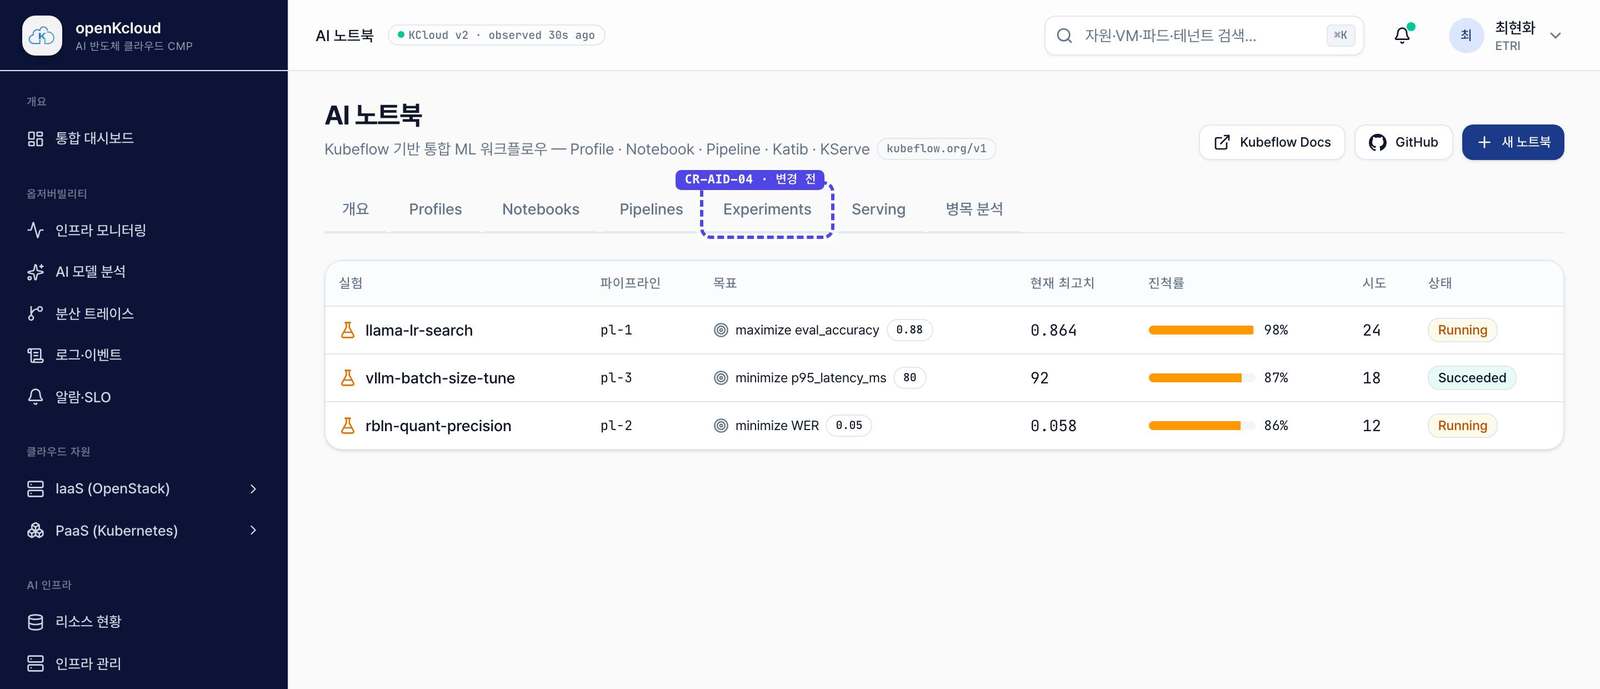 openKcloud
AI 반도체 클라우드 CMP
개요
통합 대시보드
옵저버빌리티
인프라 모니터링
AI 모델 분석
분산 트레이스
로그·이벤트
알람·SLO
클라우드 자원
IaaS (OpenStack)
PaaS (Kubernetes)
AI 인프라
리소스 현황
인프라 관리
AI 노트북
KCloud v2 · observed 30s ago
자원·VM·파드·테넌트 검색...
⌘K
최
최현화
ETRI
AI 노트북
Kubeflow 기반 통합 ML 워크플로우 — Profile · Notebook · Pipeline · Katib · KServe kubeflow.org/v1
Kubeflow Docs
GitHub
+ 새 노트북
CR-AID-04 · 변경 전
개요 Profiles Notebooks Pipelines Experiments Serving 병목 분석
실험 파이프라인 목표 현재 최고치 진척률 시도 상태
llama-lr-search pl-1 maximize eval_accuracy 0.88 0.864 98% 24 Running
vllm-batch-size-tune pl-3 minimize p95_latency_ms 80 92 87% 18 Succeeded
rbln-quant-precision pl-2 minimize WER 0.05 0.058 86% 12 Running